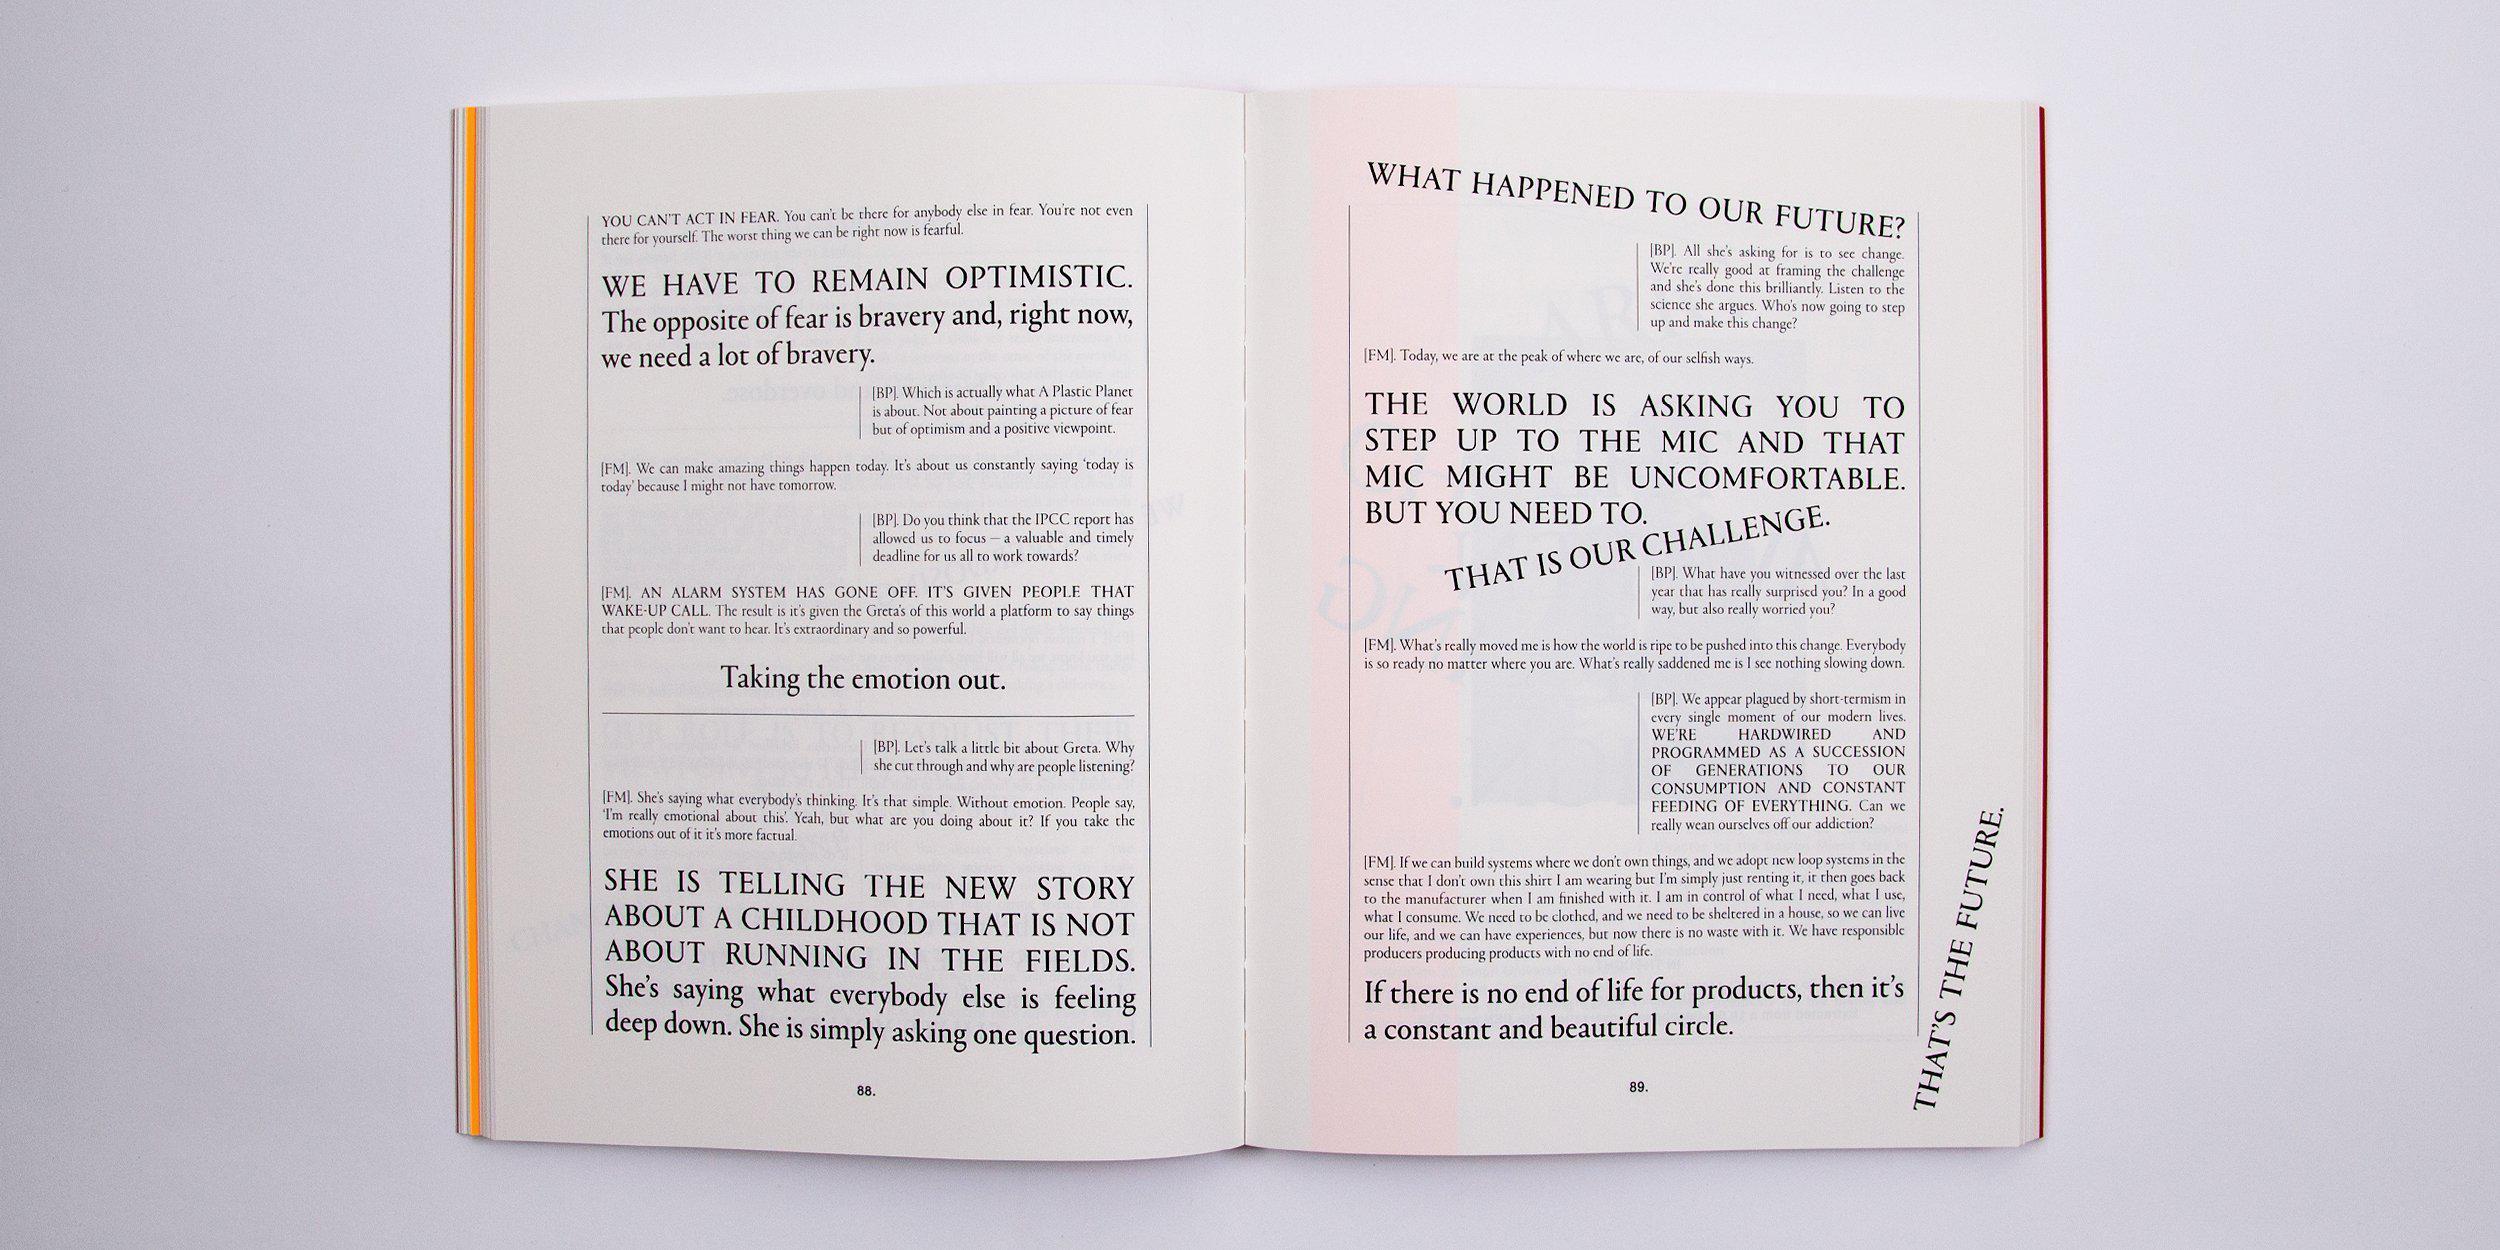 YOU CAN'T ACT IN FEAR. You can't be there for anybody else in fear. You're not even
there for yourself. The worst thing we can be right now is fearful.
WE HAVE TO REMAIN OPTIMISTIC.
The opposite of fear is bravery and, right now,
we need a lot of bravery.
[BP]. Which is actually what A Plastic Planet
is about. Not about painting a picture of fear
but of optimism and a positive viewpoint.
[FM]. We can make amazing things happen today. It's about us constantly saying 'today is
today' because I might not have tomorrow.
[BP]. Do you think that the IPCC report has
allowed us to focus – a valuable and timely
deadline for us all to work towards?
[FM]. AN ALARM SYSTEM HAS GONE OFF. IT'S GIVEN PEOPLE THAT
WAKE-UP CALL. The result is it's given the Greta's of this world a platform to say things
that people don't want to hear. It's extraordinary and so powerful.
Taking the emotion out.
[BP]. Let's talk a little bit about Greta. Why
she cut through and why are people listening?
[FM]. She's saying what everybody's thinking. It's that simple. Without emotion. People say,
'I'm really emotional about this'. Yeah, but what are you doing about it? If you take the
emotions out of it it's more factual.
SHE IS TELLING THE NEW STORY
ABOUT A CHILDHOOD THAT IS NOT
ABOUT RUNNING IN THE FIELDS.
She's saying what everybody else is feeling
deep down. She is simply asking one question.
88.
WHAT HAPPENED TO OUR FUTURE?
[BP]. All she's asking for is to see change.
We're really good at framing the challenge
and she's done this brilliantly. Listen to the
science she argues. Who's now going to step
up and make this change?
[FM]. Today, we are at the peak of where we are, of our selfish ways.
THE WORLD IS ASKING YOU TO
STEP UP TO THE MIC AND THAT
MIC MIGHT BE UNCOMFORTABLE.
BUT YOU NEED TO.
THAT IS OUR CHALLENGE.
[BP]. What have you witnessed over the last
year that has really surprised you? In a good
way, but also really worried you?
[FM]. What's really moved me is how the world is ripe to be pushed into this change. Everybody
is so ready no matter where you are. What's really saddened me is I see nothing slowing down.
[BP]. We appear plagued by short-termism in
every single moment of our modern lives.
WE'RE HARDWIRED AND
PROGRAMMED AS A SUCCESSION
OF GENERATIONS TO OUR
CONSUMPTION AND CONSTANT
FEEDING OF EVERYTHING. Can we
really wean ourselves off our addiction?
[FM]. If we can build systems where we don't own things, and we adopt new loop systems in the
sense that I don't own this shirt I am wearing but I'm simply just renting it, it then goes back
to the manufacturer when I am finished with it. I am in control of what I need, what I use,
what I consume. We need to be clothed, and we need to be sheltered in a house, so we can live
our life, and we can have experiences, but now there is no waste with it. We have responsible
producers producing products with no end of life.
If there is no end of life for products, then it's
a constant and beautiful circle.
THAT'S THE FUTURE.
89.